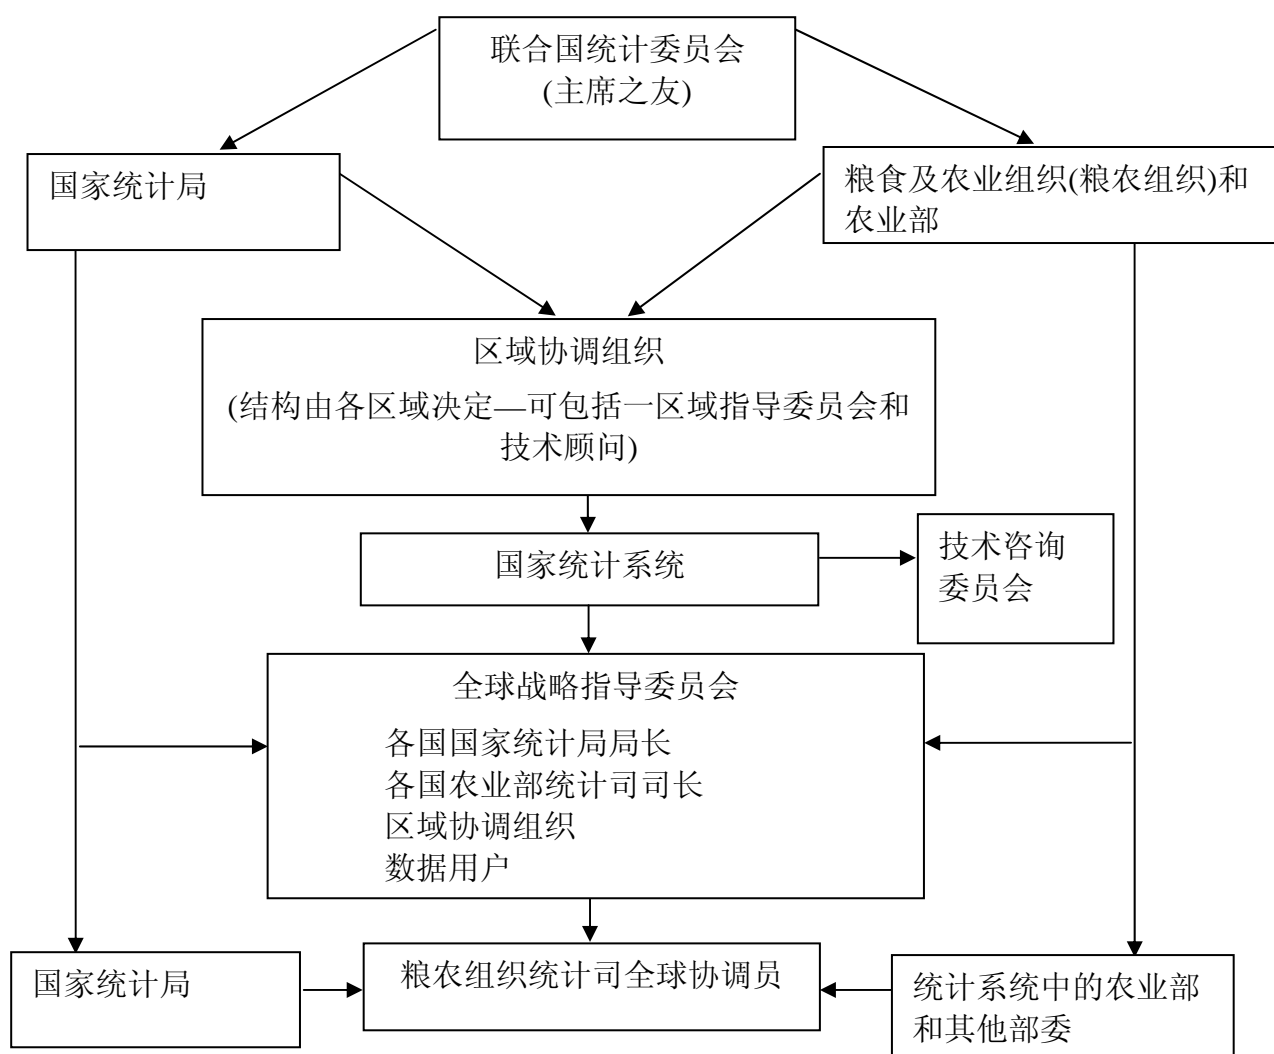 联合国统计委员会
(主席之友)
国家统计局
粮食及农业组织(粮农组织)和
农业部
区域协调组织
(结构由各区域决定—可包括一区域指导委员会和
技术顾问)
国家统计系统
技术咨询
委员会
全球战略指导委员会
各国国家统计局局长
各国农业部统计司司长
区域协调组织
数据用户
国家统计局
粮农组织统计司全球协调员
统计系统中的农业部
和其他部委